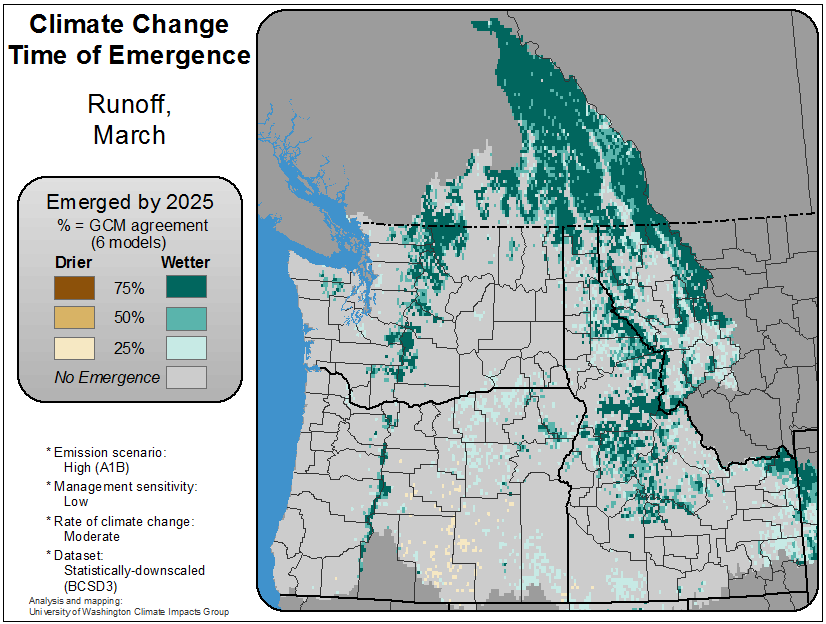 Climate Change
Time of Emergence
Runoff,
March
Emerged by 2025
% = GCM agreement
(6 models)
Drier Wetter
75%
50%
25%
No Emergence
* Emission scenario:
High (A1B)
* Management sensitivity:
Low
* Rate of climate change:
Moderate
* Dataset:
Statistically-downscaled
(BCSD3)
Analysis and mapping:
University of Washington Climate Impacts Group